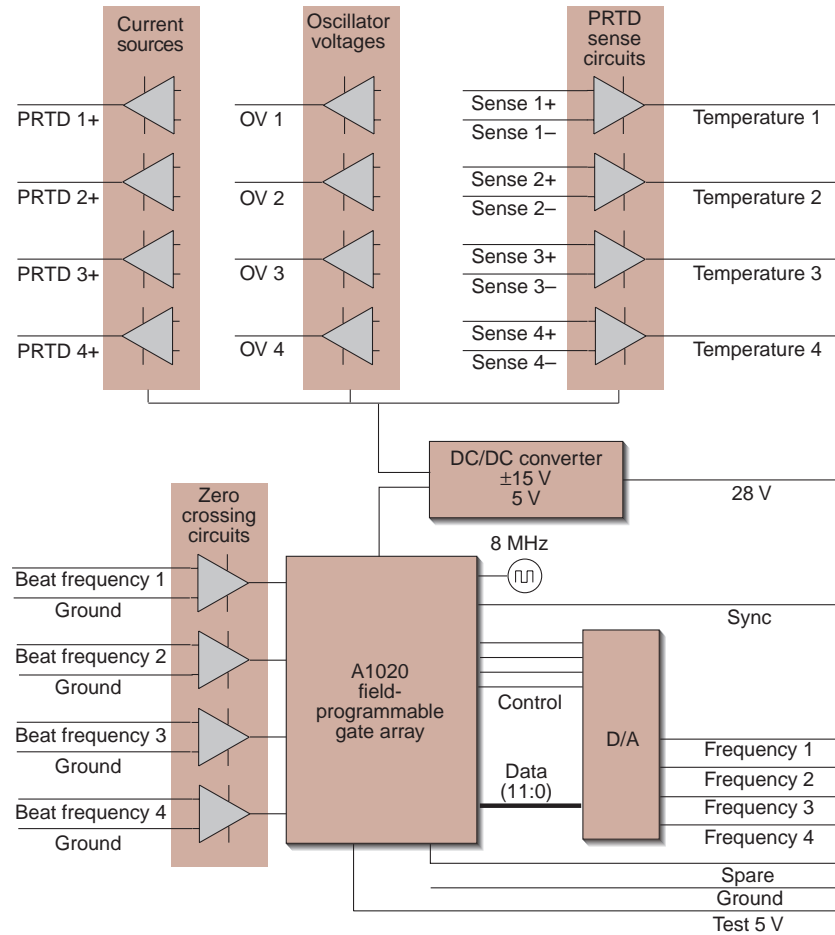 Current
sources
Oscillator
voltages
PRTD
sense
circuits
PRTD 1+
PRTD 2+
PRTD 3+
PRTD 4+
OV 1
OV 2
OV 3
OV 4
Sense 1+
Sense 1–
Sense 2+
Sense 2–
Sense 3+
Sense 3–
Sense 4+
Sense 4–
Temperature 1
Temperature 2
Temperature 3
Temperature 4
DC/DC converter
±15 V
5 V
28 V
Zero
crossing
circuits
Beat frequency 1
Ground
Beat frequency 2
Ground
Beat frequency 3
Ground
Beat frequency 4
Ground
A1020
field-
programmable
gate array
8 MHz
Sync
Control
Data
(11:0)
D/A
Frequency 1
Frequency 2
Frequency 3
Frequency 4
Spare
Ground
Test 5 V